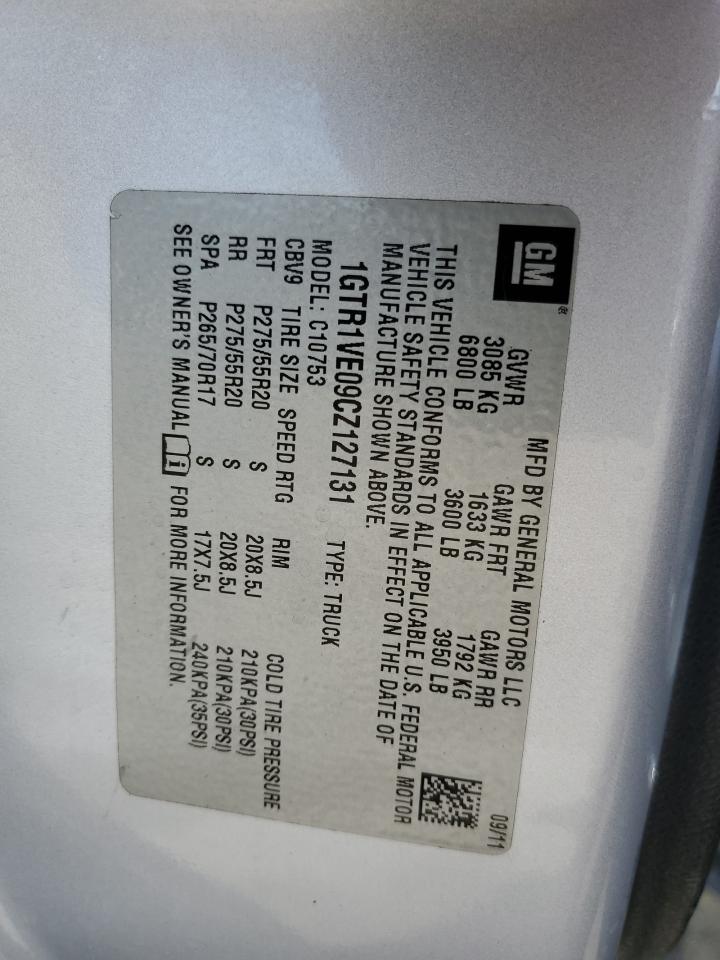 GM®
MFD BY GENERAL MOTORS LLC 09/11
GVWR GAWR FRT GAWR RR
3085 KG 1633 KG 1792 KG
6800 LB 3600 LB 3950 LB
THIS VEHICLE CONFORMS TO ALL APPLICABLE U.S. FEDERAL MOTOR
VEHICLE SAFETY STANDARDS IN EFFECT ON THE DATE OF
MANUFACTURE SHOWN ABOVE.
1GTR1VE09CZ127131 TYPE: TRUCK
MODEL: C10753
CBV9 TIRE SIZE SPEED RTG RIM COLD TIRE PRESSURE
FRT P275/55R20 S 20X8.5J 210KPA(30PSI)
RR P275/55R20 S 20X8.5J 210KPA(30PSI)
SPA P265/70R17 S 17X7.5J 240KPA(35PSI)
SEE OWNER'S MANUAL i FOR MORE INFORMATION.